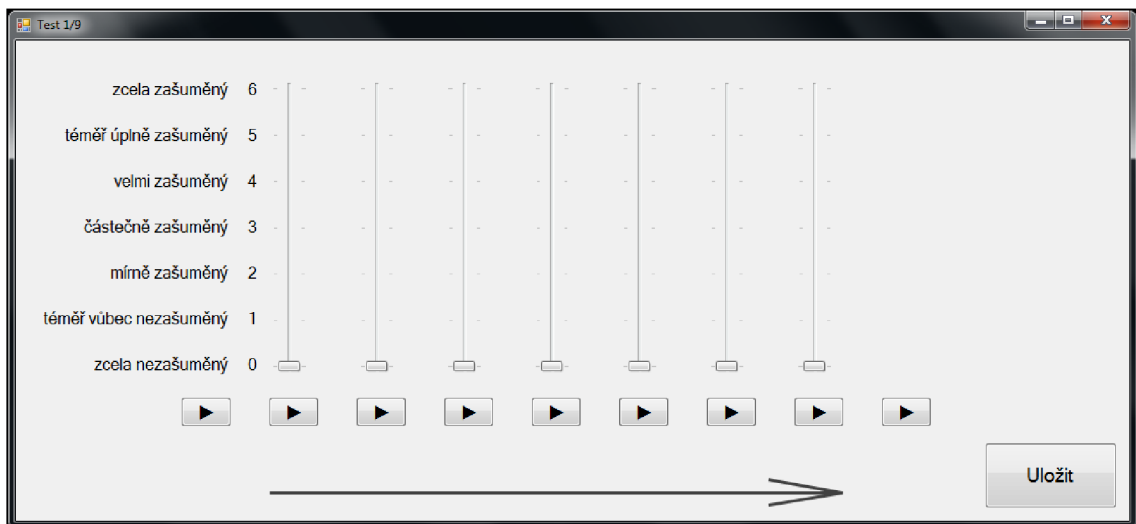 Test 1/9
zcela zašuměný 6
téměř úplně zašuměný 5
velmi zašuměný 4
částečně zašuměný 3
mírně zašuměný 2
téměř vůbec nezašuměný 1
zcela nezašuměný 0
Uložit